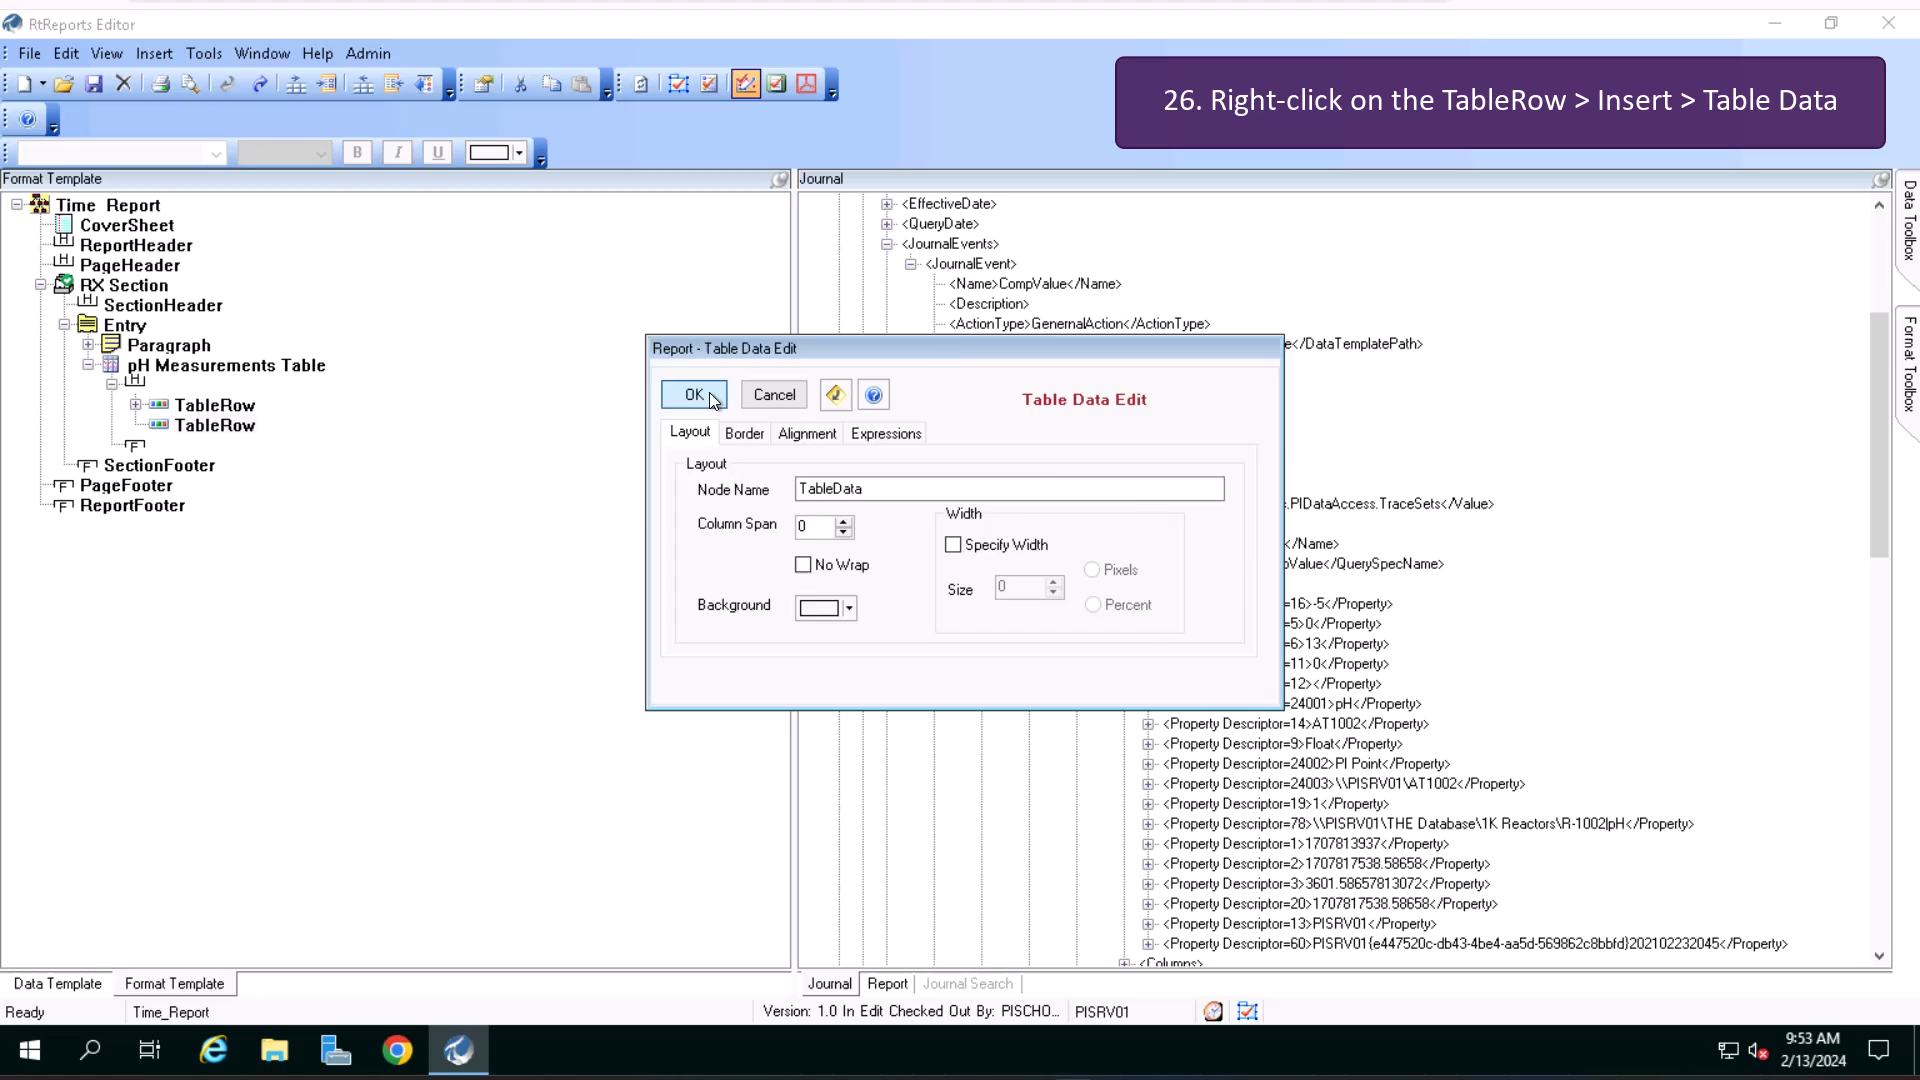 RtReports Editor
File Edit View Insert Tools Window Help Admin
26. Right-click on the TableRow > Insert > Table Data
B I U
Format Template
Journal
Time Report
CoverSheet
ReportHeader
PageHeader
RX Section
SectionHeader
Entry
Paragraph
pH Measurements Table
TableRow
TableRow
SectionFooter
PageFooter
ReportFooter
<EffectiveDate>
<QueryDate>
<JournalEvents>
<JournalEvent>
<Name>CompValue</Name>
<Description>
<ActionType>GenernalAction</ActionType>
e</DataTemplatePath>
.PIDataAccess.TraceSets</Value>
</Name>
Value</QuerySpecName>
=16>-5</Property>
=5>0</Property>
=6>13</Property>
=11>0</Property>
=12></Property>
=24001>pH</Property>
<Property Descriptor=14>AT1002</Property>
<Property Descriptor=9>Float</Property>
<Property Descriptor=24002>PI Point</Property>
<Property Descriptor=24003>\\PISRV01\AT1002</Property>
<Property Descriptor=19>1</Property>
<Property Descriptor=78>\\PISRV01\THE Database\1K Reactors\R-1002|pH</Property>
<Property Descriptor=1>1707813937</Property>
<Property Descriptor=2>1707817538.58658</Property>
<Property Descriptor=3>3601.58657813072</Property>
<Property Descriptor=20>1707817538.58658</Property>
<Property Descriptor=13>PISRV01</Property>
<Property Descriptor=60>PISRV01{e447520c-db43-4be4-aa5d-569862c8bbfd}202102232045</Property>
<Columns>
Report - Table Data Edit
OK Cancel
Table Data Edit
Layout Border Alignment Expressions
Layout
Node Name TableData
Column Span 0
Width
Specify Width
No Wrap
Pixels
Size 0
Background
Percent
Data Toolbox
Format Toolbox
Data Template Format Template
Journal Report Journal Search
Ready Time_Report Version: 1.0 In Edit Checked Out By: PISCHO... PISRV01
9:53 AM
2/13/2024